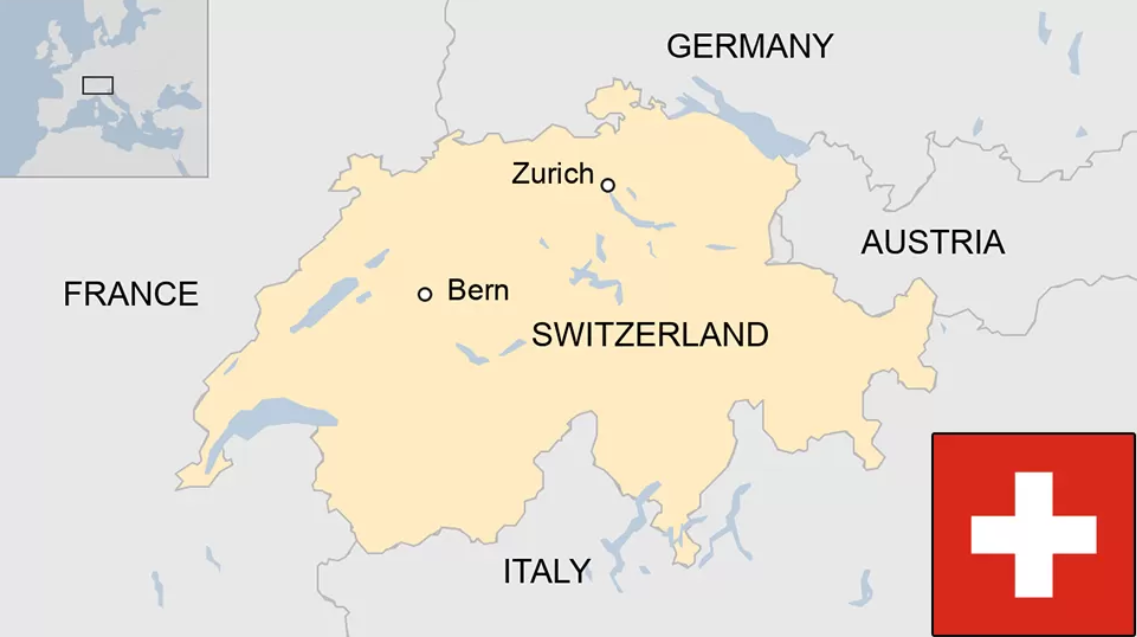 GERMANY
Zurich
AUSTRIA
FRANCE
Bern
SWITZERLAND
ITALY